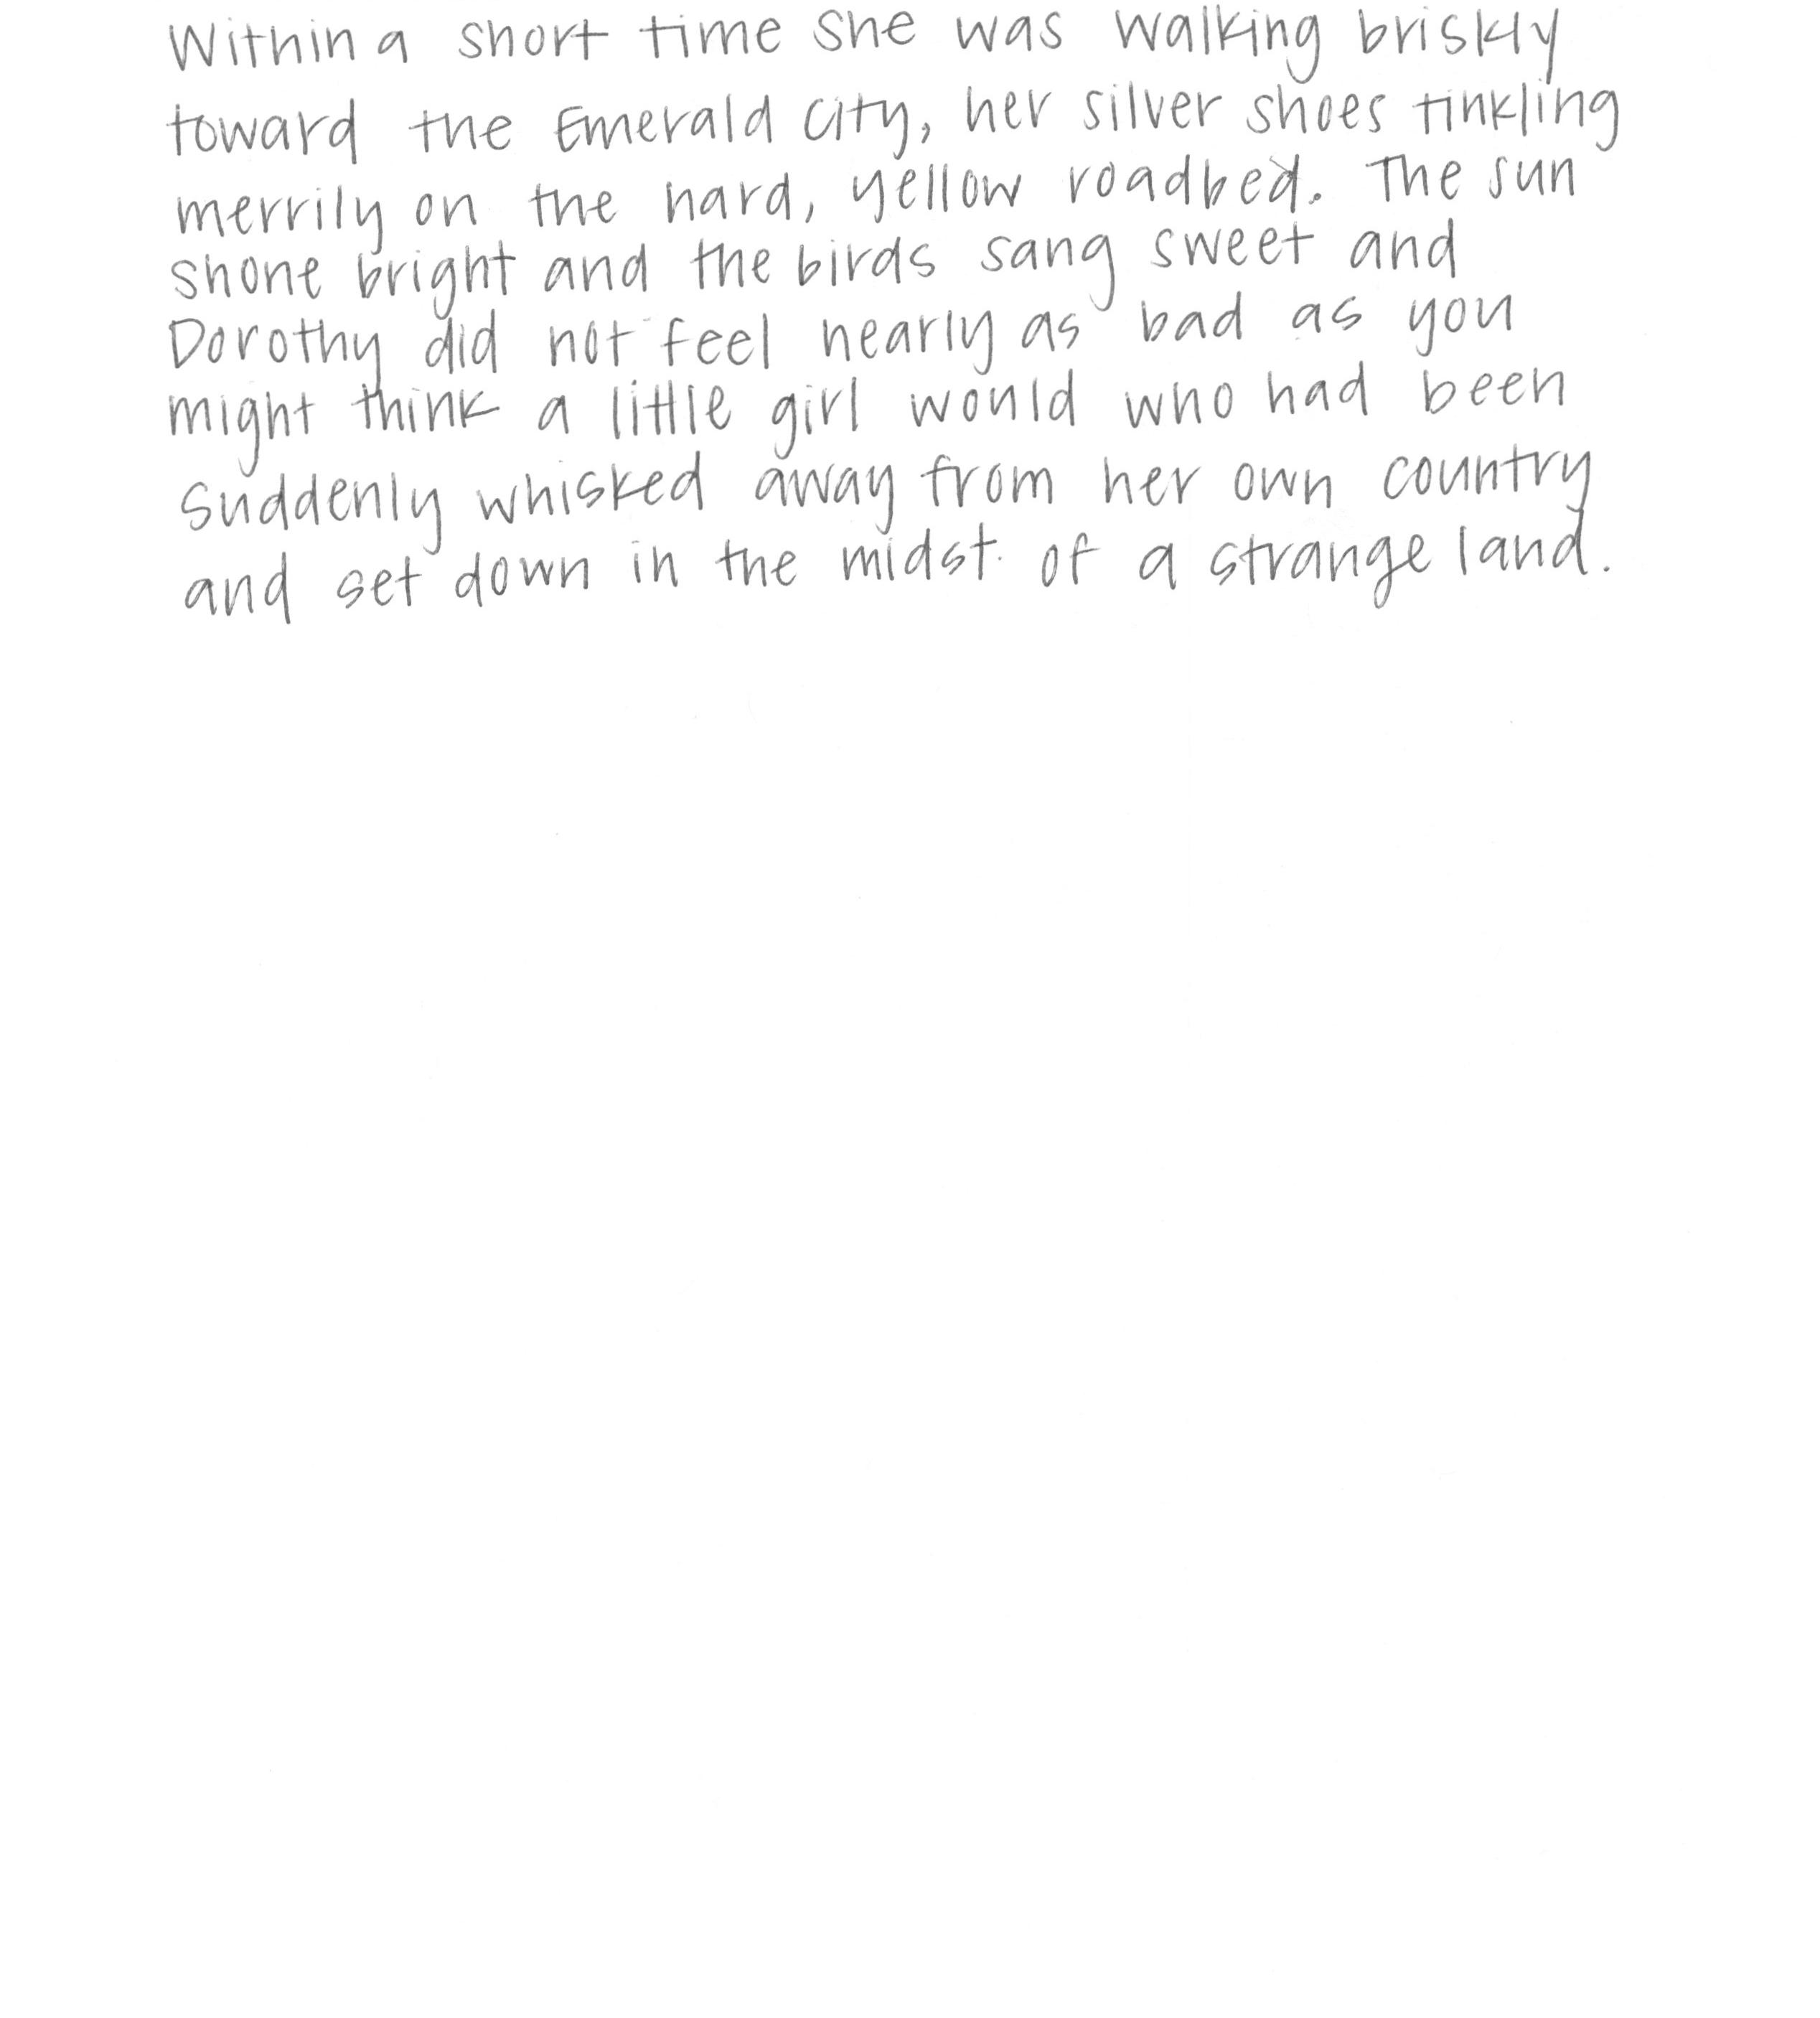 Within a short time she was walking briskly
toward the Emerald City, her silver shoes tinkling
merrily on the hard, yellow roadbed. The sun
shone bright and the birds sang sweet and
Dorothy did not feel nearly as bad as you
might think a little girl would who had been
suddenly whisked away from her own country
and set down in the midst of a strange land.